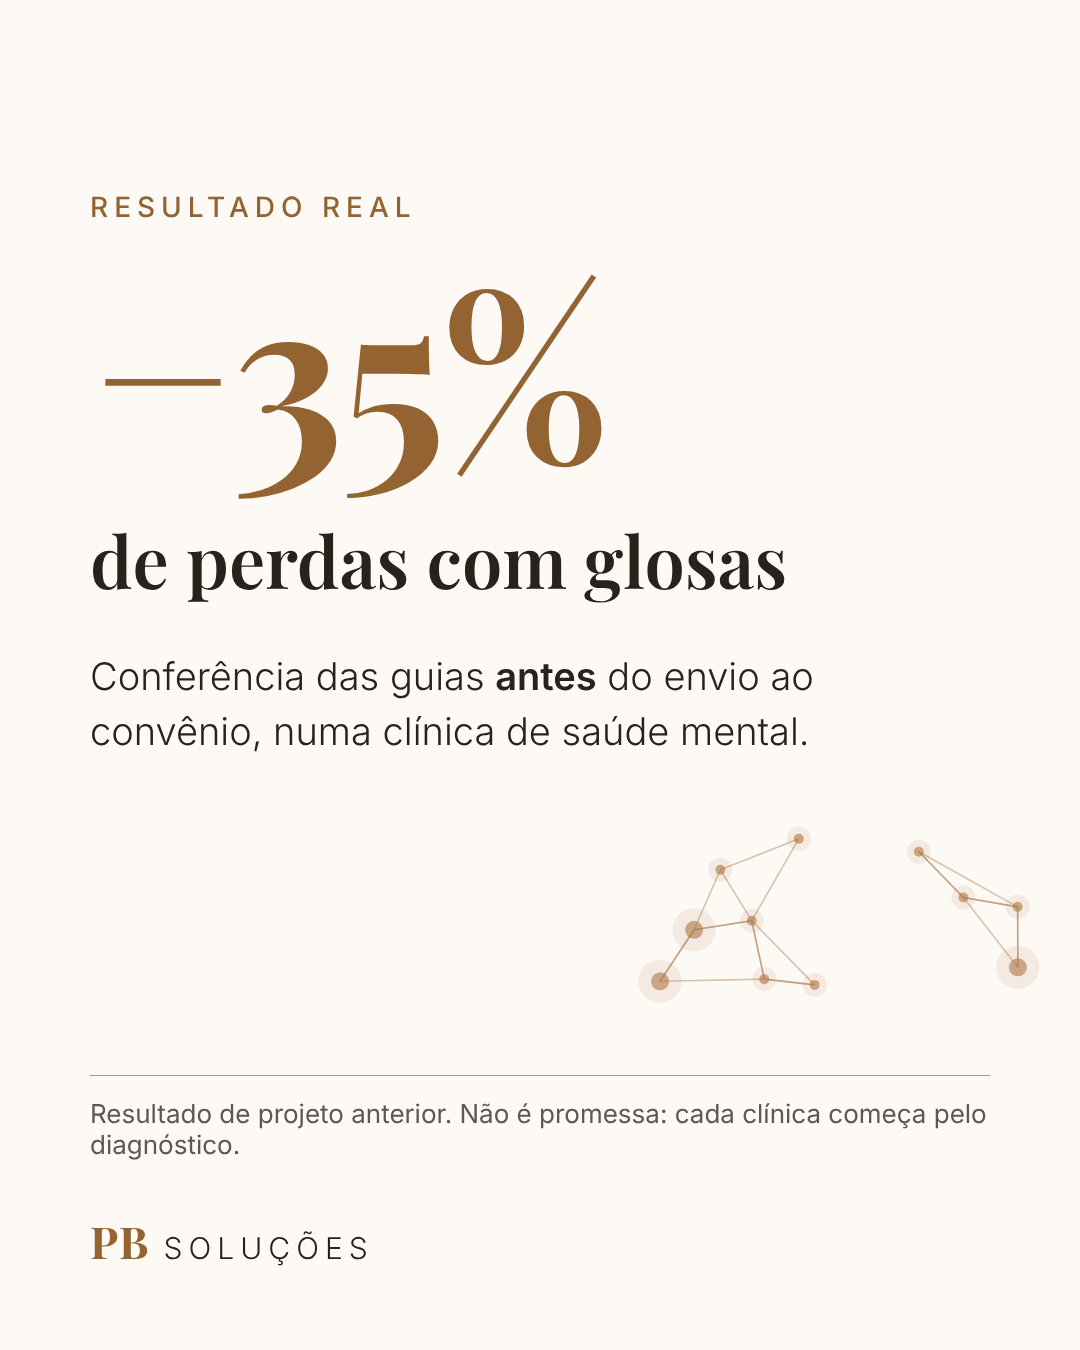 RESULTADO REAL
—35%
de perdas com glosas
Conferência das guias antes do envio ao
convênio, numa clínica de saúde mental.
Resultado de projeto anterior. Não é promessa: cada clínica começa pelo
diagnóstico.
PB SOLUÇÕES